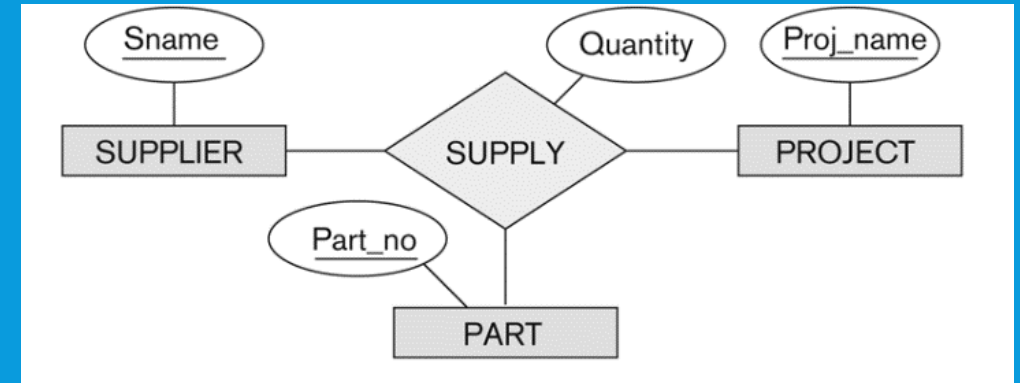 Sname
Quantity
Proj_name
SUPPLIER
SUPPLY
PROJECT
Part_no
PART